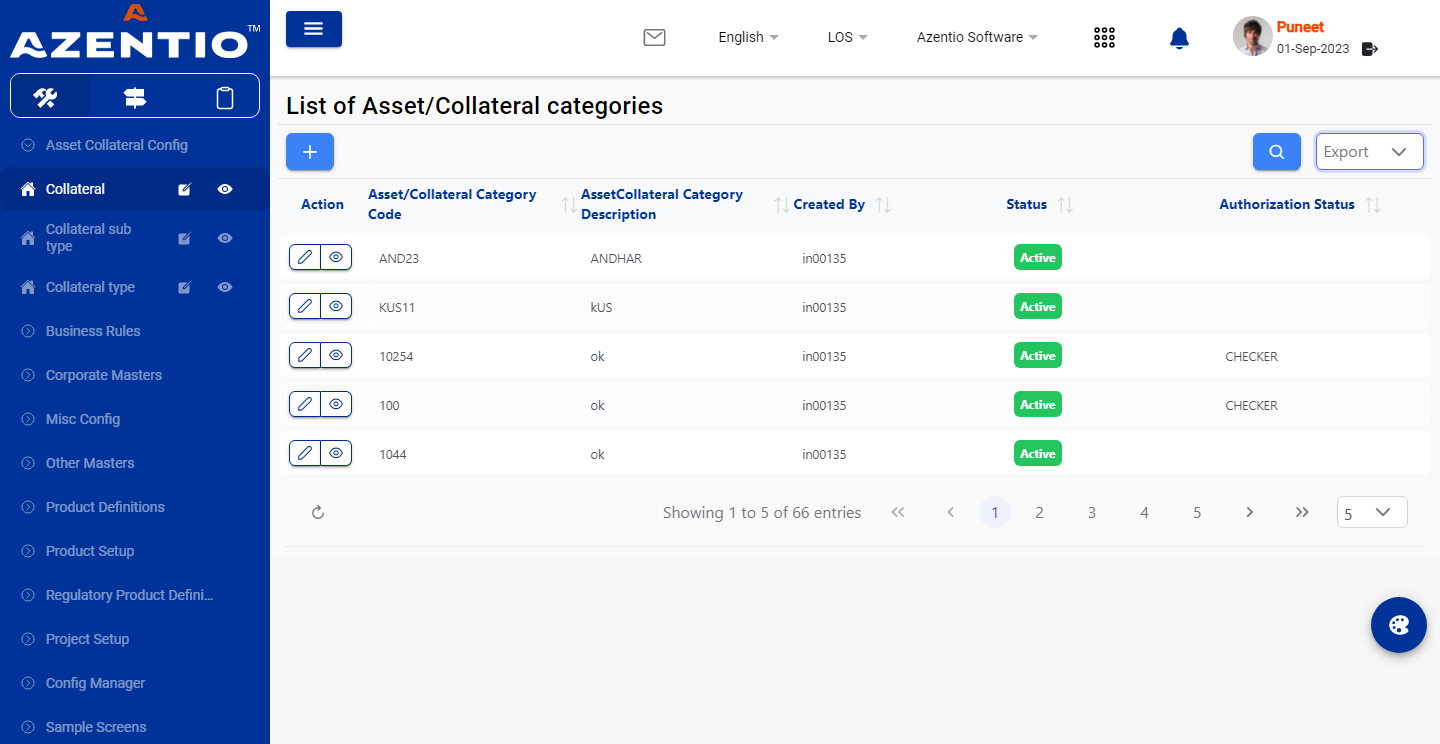 AZENTIO™
English
LOS
Azentio Software
Puneet
01-Sep-2023
Asset Collateral Config
Collateral
Collateral sub
type
Collateral type
Business Rules
Corporate Masters
Misc Config
Other Masters
Product Definitions
Product Setup
Regulatory Product Defini...
Project Setup
Config Manager
Sample Screens
List of Asset/Collateral categories
Export
Action
Asset/Collateral Category
Code
AssetCollateral Category
Description
Created By
Status
Authorization Status
AND23 ANDHAR in00135 Active
KUS11 kUS in00135 Active
10254 ok in00135 Active CHECKER
100 ok in00135 Active CHECKER
1044 ok in00135 Active
Showing 1 to 5 of 66 entries 1 2 3 4 5 5